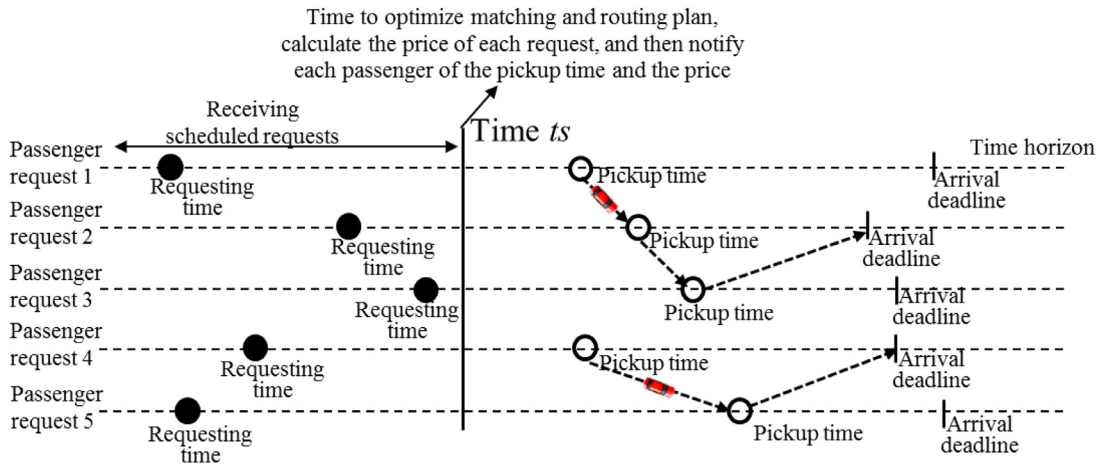 Time to optimize matching and routing plan,
calculate the price of each request, and then notify
each passenger of the pickup time and the price
Receiving
scheduled requests
Time ts
Time horizon
Passenger
request 1
Requesting
time
Pickup time
Arrival
deadline
Passenger
request 2
Requesting
time
Pickup time
Arrival
deadline
Passenger
request 3
Requesting
time
Pickup time
Arrival
deadline
Passenger
request 4
Requesting
time
Pickup time
Arrival
deadline
Passenger
request 5
Requesting
time
Pickup time
Arrival
deadline